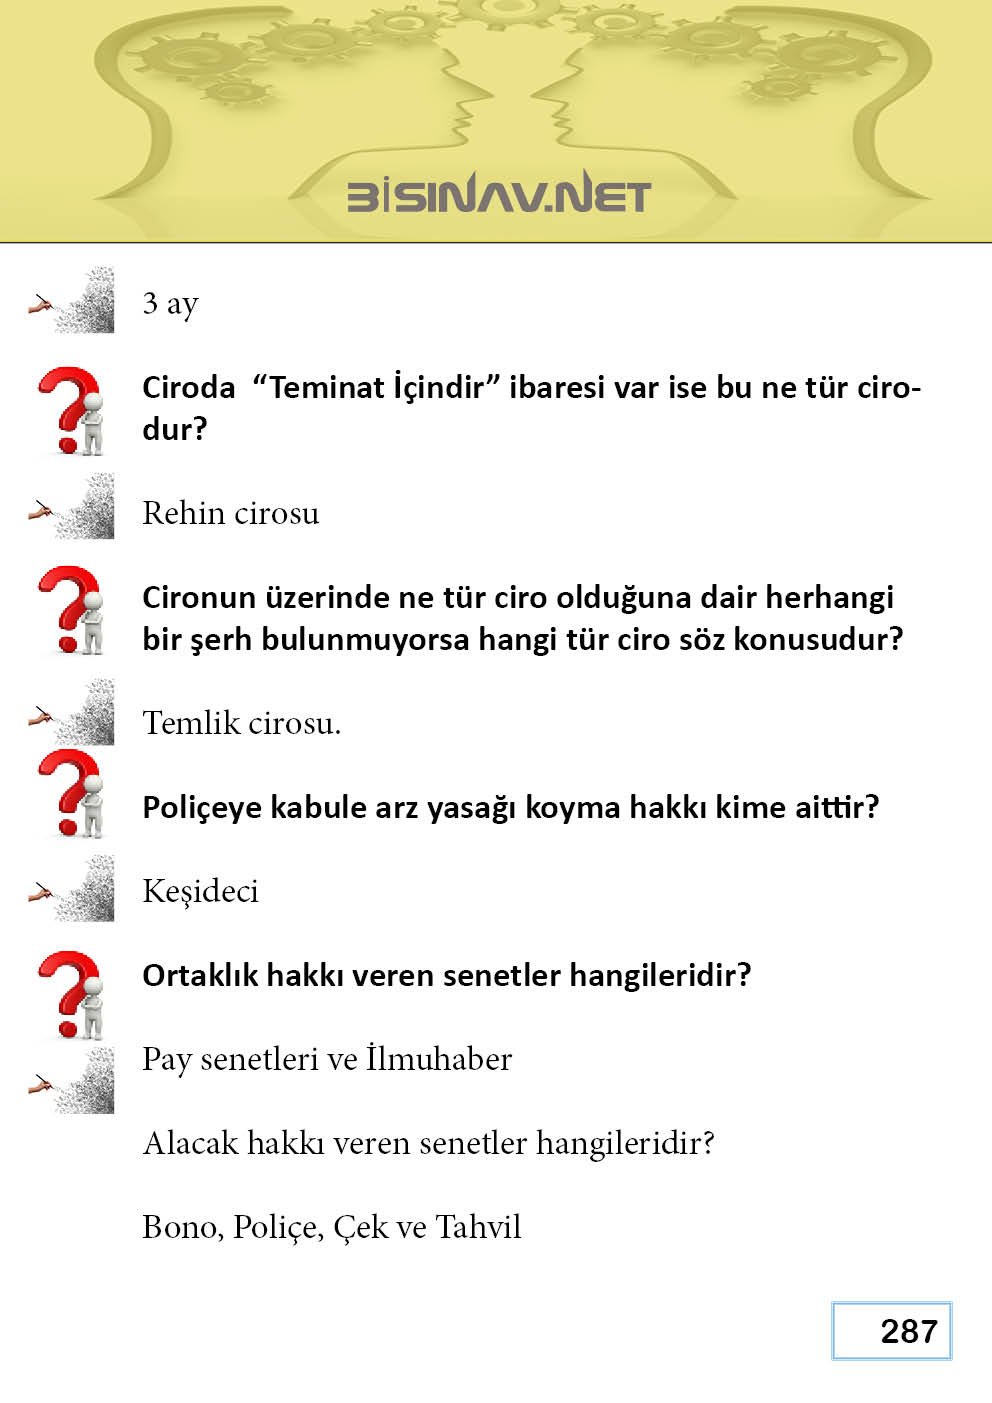 BİSINAV.NET
3 ay
Ciroda “Teminat İçindir” ibaresi var ise bu ne tür ciro-
dur?
Rehin cirosu
Cironun üzerinde ne tür ciro olduğuna dair herhangi
bir şerh bulunmuyorsa hangi tür ciro söz konusudur?
Temlik cirosu.
Poliçeye kabule arz yasağı koyma hakkı kime aittir?
Keşideci
Ortaklık hakkı veren senetler hangileridir?
Pay senetleri ve İlmuhaber
Alacak hakkı veren senetler hangileridir?
Bono, Poliçe, Çek ve Tahvil
287